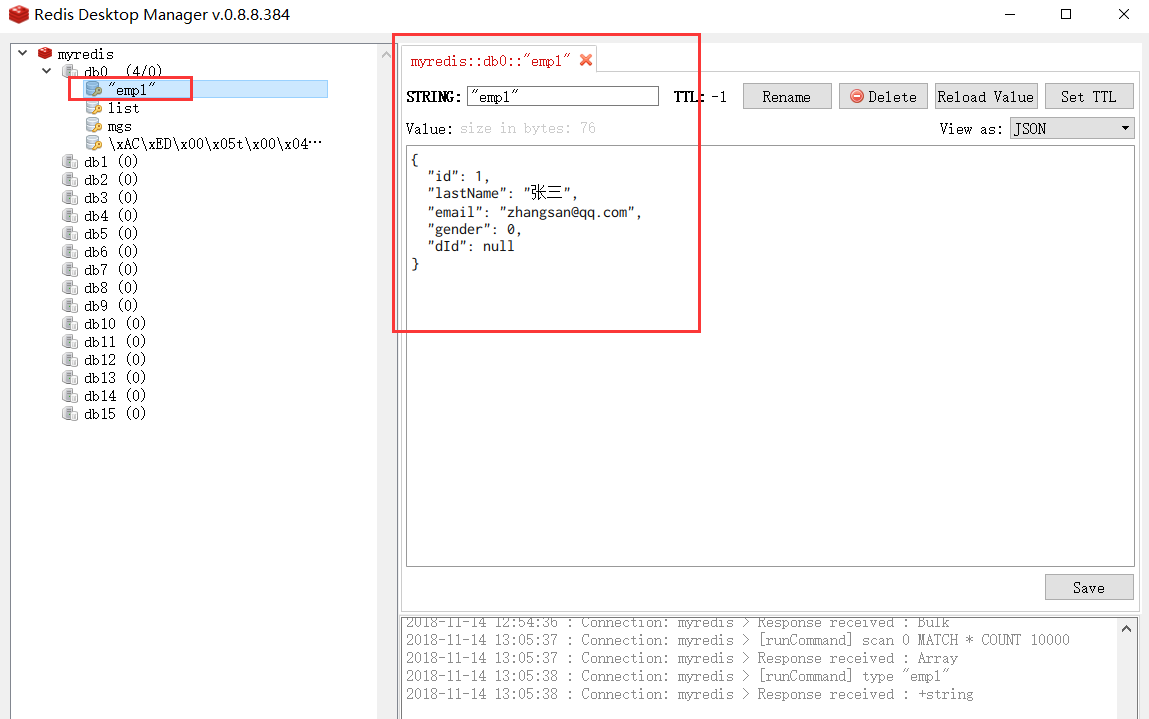 Redis Desktop Manager v.0.8.8.384
myredis
db0 (4/0)
"emp1"
list
mgs
\xAC\xED\x00\x05t\x00\x04···
db1 (0)
db2 (0)
db3 (0)
db4 (0)
db5 (0)
db6 (0)
db7 (0)
db8 (0)
db9 (0)
db10 (0)
db11 (0)
db12 (0)
db13 (0)
db14 (0)
db15 (0)
myredis::db0::"emp1"
STRING: "emp1" TTL: -1 Rename Delete Reload Value Set TTL
Value: size in bytes: 76 View as: JSON
{
"id": 1,
"lastName": "张三",
"email": "zhangsan@qq.com",
"gender": 0,
"dId": null
}
Save
2018-11-14 12:54:36 : Connection: myredis > Response received : Bulk
2018-11-14 13:05:37 : Connection: myredis > [runCommand] scan 0 MATCH * COUNT 10000
2018-11-14 13:05:37 : Connection: myredis > Response received : Array
2018-11-14 13:05:38 : Connection: myredis > [runCommand] type "emp1"
2018-11-14 13:05:38 : Connection: myredis > Response received : +string